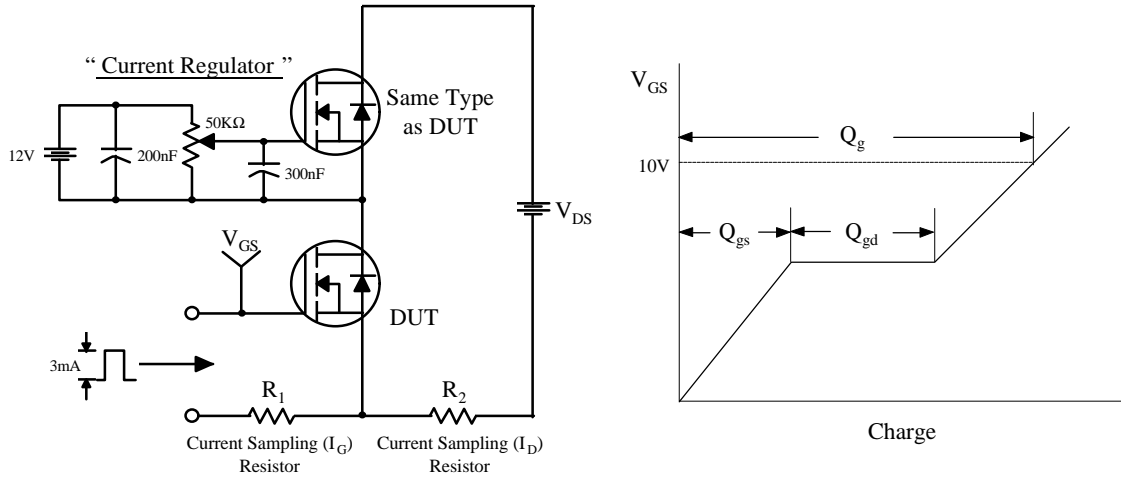 “ Current Regulator ”
12V
200nF
50KΩ
300nF
Same Type
as DUT
V_DS
V_GS
DUT
3mA
R_1
R_2
Current Sampling (I_G)
Resistor
Current Sampling (I_D)
Resistor
V_GS
Q_g
10V
Q_gs
Q_gd
Charge